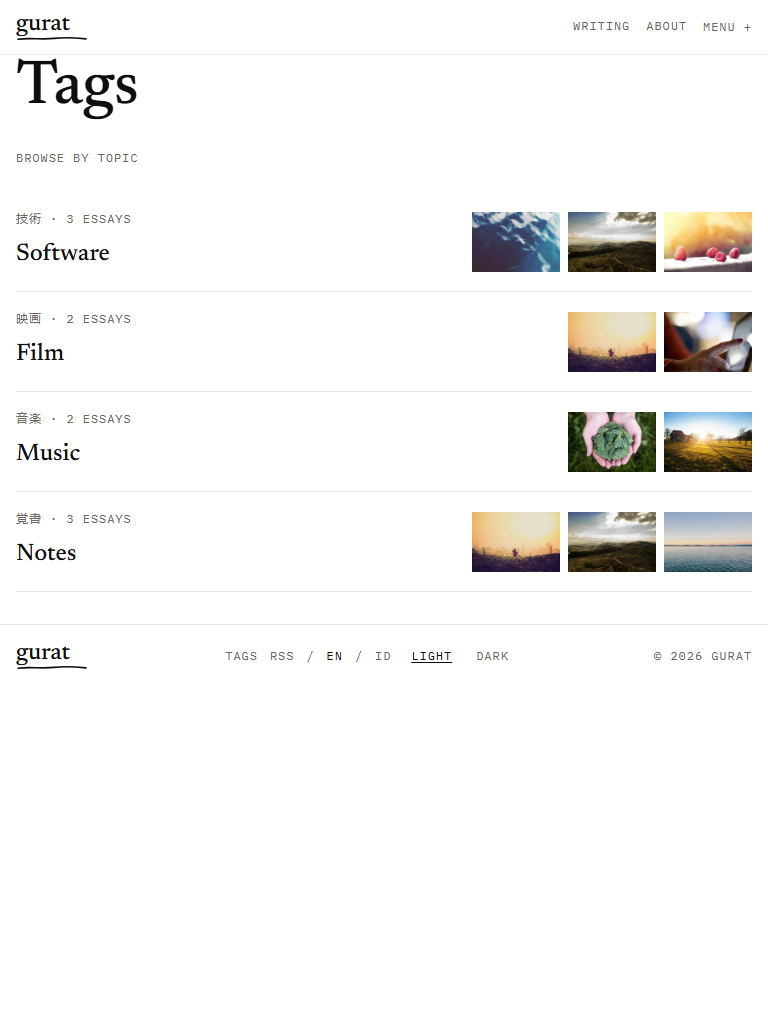 gurat
WRITING ABOUT MENU +
Tags
BROWSE BY TOPIC
技術 · 3 ESSAYS
Software
映画 · 2 ESSAYS
Film
音楽 · 2 ESSAYS
Music
覚書 · 3 ESSAYS
Notes
gurat
TAGS RSS / EN / ID LIGHT DARK
© 2026 GURAT